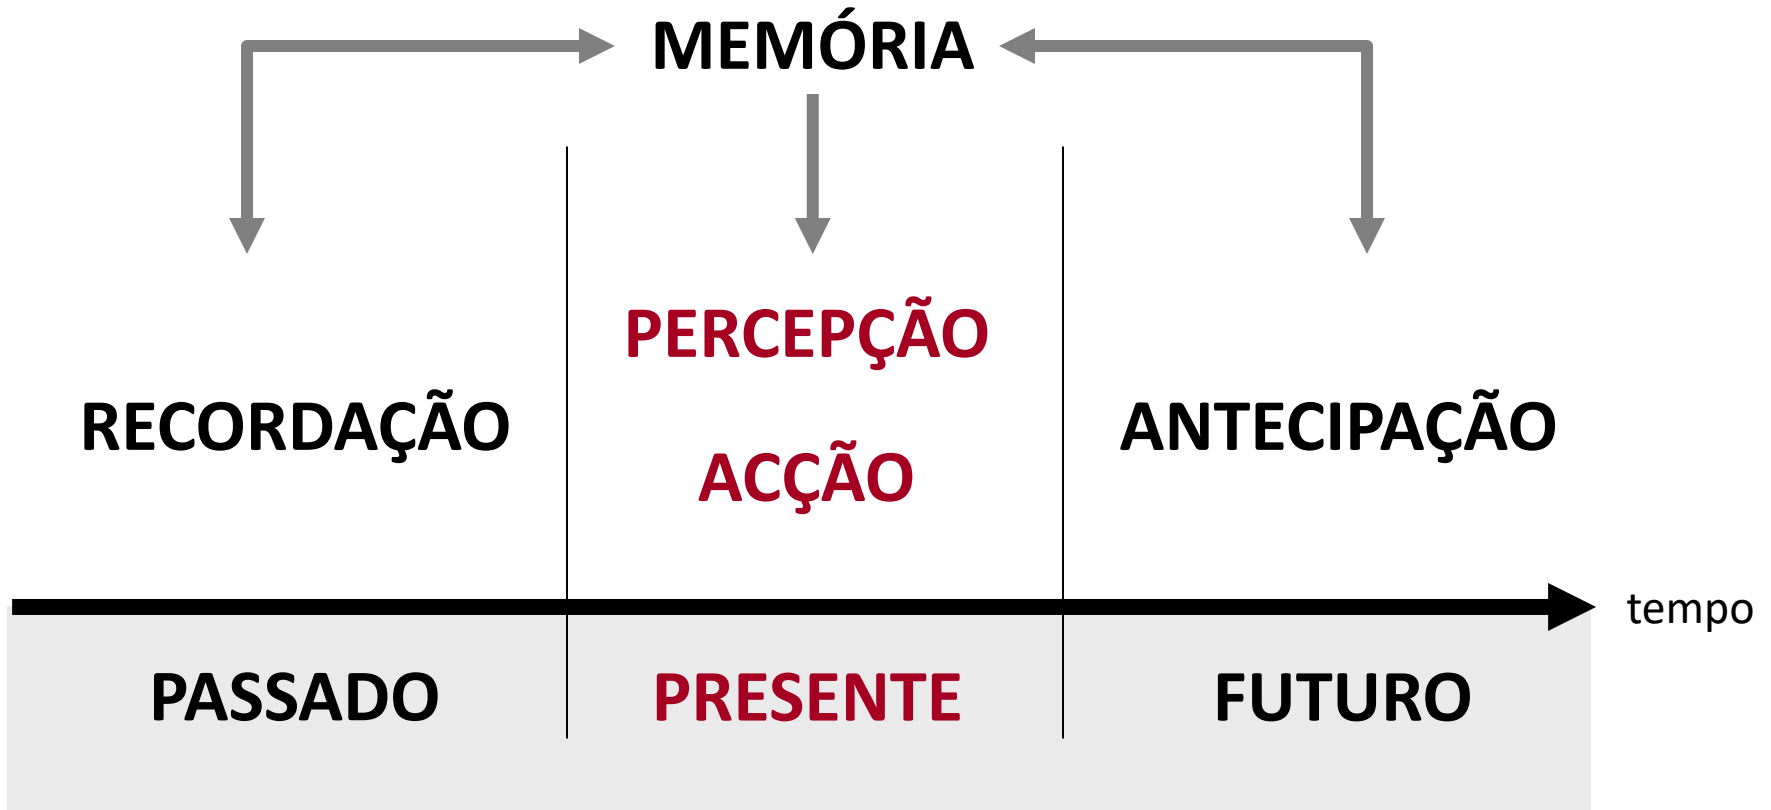 MEMÓRIA
PERCEPÇÃO
RECORDAÇÃO
ANTECIPAÇÃO
ACÇÃO
tempo
PASSADO
PRESENTE
FUTURO